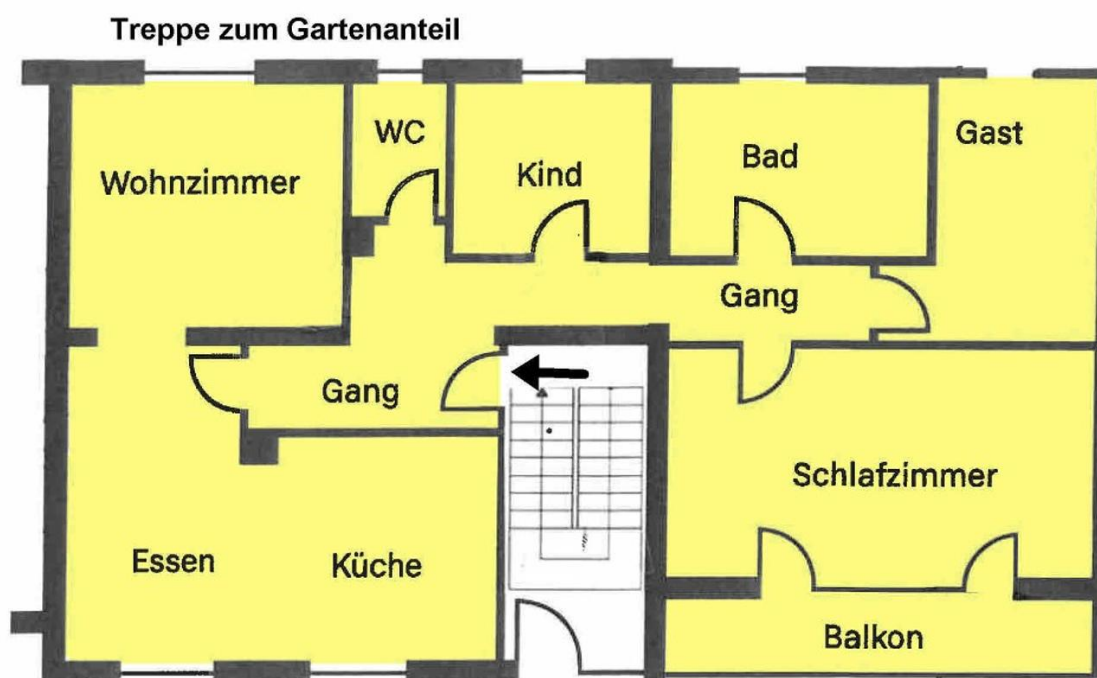 Treppe zum Gartenanteil
Wohnzimmer
WC
Kind
Bad
Gast
Gang
Gang
Schlafzimmer
Essen
Küche
Balkon